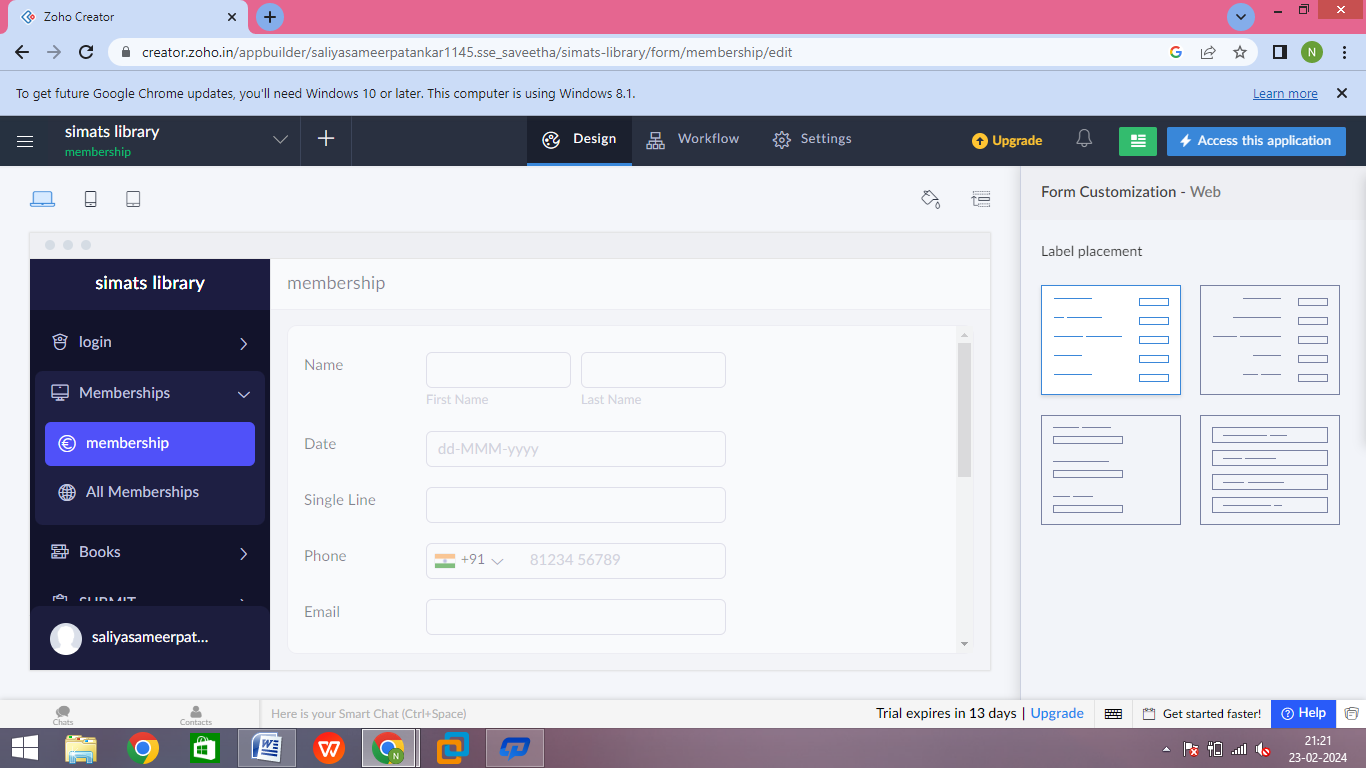 Zoho Creator
creator.zoho.in/appbuilder/saliyasameerpatankar1145.sse_saveetha/simats-library/form/membership/edit
N
To get future Google Chrome updates, you'll need Windows 10 or later. This computer is using Windows 8.1.
Learn more
simats library
membership
Design
Workflow
Settings
Upgrade
Access this application
Form Customization - Web
Label placement
simats library
login
Memberships
membership
All Memberships
Books
SUBMIT
saliyasameerpat...
membership
Name
First Name
Last Name
Date
dd-MMM-yyyy
Single Line
Phone
+91
81234 56789
Email
Chats
Contacts
Here is your Smart Chat (Ctrl+Space)
Trial expires in 13 days | Upgrade
Get started faster!
Help
N
21:21
23-02-2024